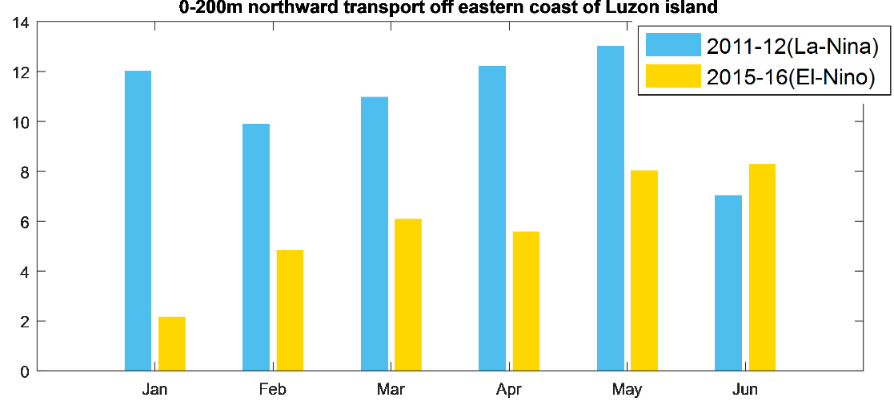 0-200m northward transport off eastern coast of Luzon island
14
12
10
8
6
4
2
0
2011-12(La-Nina)
2015-16(El-Nino)
Jan Feb Mar Apr May Jun